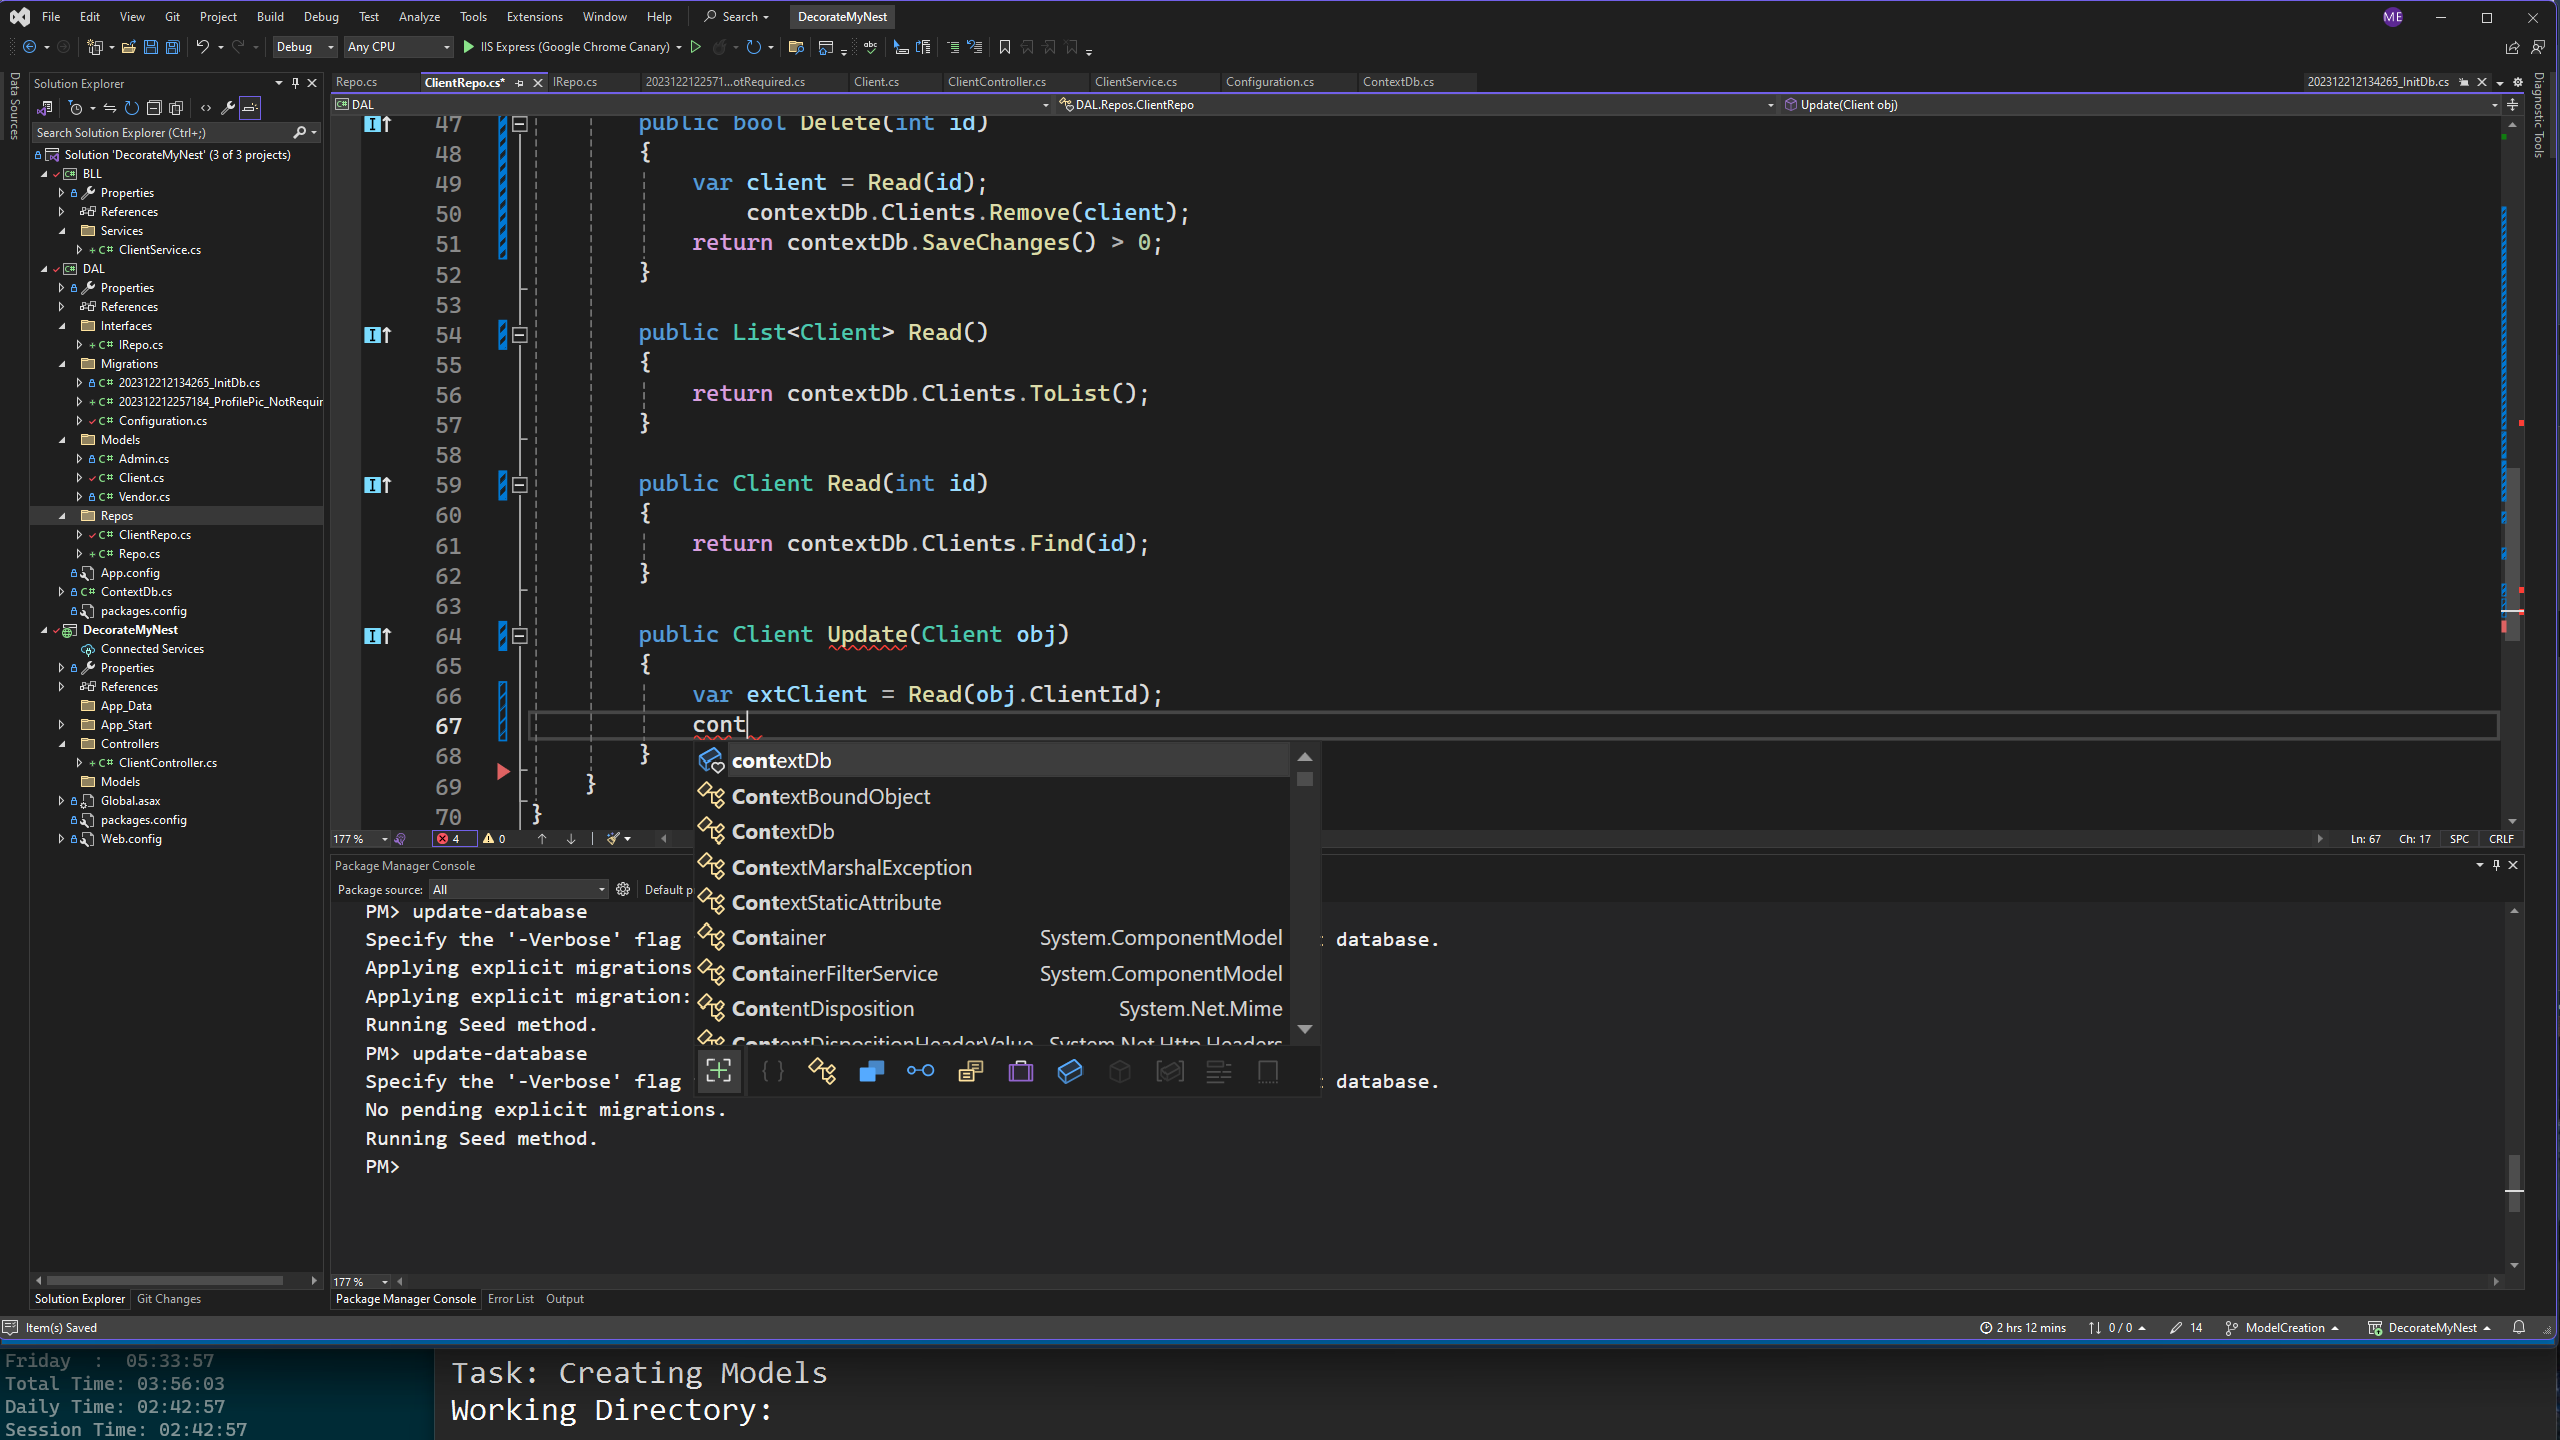 File Edit View Git Project Build Debug Test Analyze Tools Extensions Window Help Search DecorateMyNest ME
Debug Any CPU IIS Express (Google Chrome Canary)
Data Sources
Solution Explorer
Search Solution Explorer (Ctrl+;)
Solution 'DecorateMyNest' (3 of 3 projects)
BLL
Properties
References
Services
C# ClientService.cs
DAL
Properties
References
Interfaces
C# IRepo.cs
Migrations
C# 202312212134265_InitDb.cs
C# 202312212257184_ProfilePic_NotRequir
C# Configuration.cs
Models
C# Admin.cs
C# Client.cs
C# Vendor.cs
Repos
C# ClientRepo.cs
C# Repo.cs
App.config
C# ContextDb.cs
packages.config
DecorateMyNest
Connected Services
Properties
References
App_Data
App_Start
Controllers
C# ClientController.cs
Models
Global.asax
packages.config
Web.config
Solution Explorer Git Changes
Repo.cs ClientRepo.cs* IRepo.cs 2023122122571...otRequired.cs Client.cs ClientController.cs ClientService.cs Configuration.cs ContextDb.cs 202312212134265_InitDb.cs
C# DAL DAL.Repos.ClientRepo Update(Client obj)
Diagnostic Tools
47 public bool Delete(int id)
48 {
49 var client = Read(id);
50 contextDb.Clients.Remove(client);
51 return contextDb.SaveChanges() > 0;
52 }
53
54 public List<Client> Read()
55 {
56 return contextDb.Clients.ToList();
57 }
58
59 public Client Read(int id)
60 {
61 return contextDb.Clients.Find(id);
62 }
63
64 public Client Update(Client obj)
65 {
66 var extClient = Read(obj.ClientId);
67 cont
68 }
69 }
70 }
contextDb
ContextBoundObject
ContextDb
ContextMarshalException
ContextStaticAttribute
Container System.ComponentModel
ContainerFilterService System.ComponentModel
ContentDisposition System.Net.Mime
ContentDispositionHeaderValue System.Net.Http.Headers
177 % 4 0 Ln: 67 Ch: 17 SPC CRLF
Package Manager Console
Package source: All Default p
PM> update-database
Specify the '-Verbose' flag database.
Applying explicit migrations
Applying explicit migration:
Running Seed method.
PM> update-database
Specify the '-Verbose' flag database.
No pending explicit migrations.
Running Seed method.
PM>
177 %
Package Manager Console Error List Output
Item(s) Saved 2 hrs 12 mins 0 / 0 14 ModelCreation DecorateMyNest
Friday : 05:33:57
Total Time: 03:56:03
Daily Time: 02:42:57
Session Time: 02:42:57
Task: Creating Models
Working Directory: